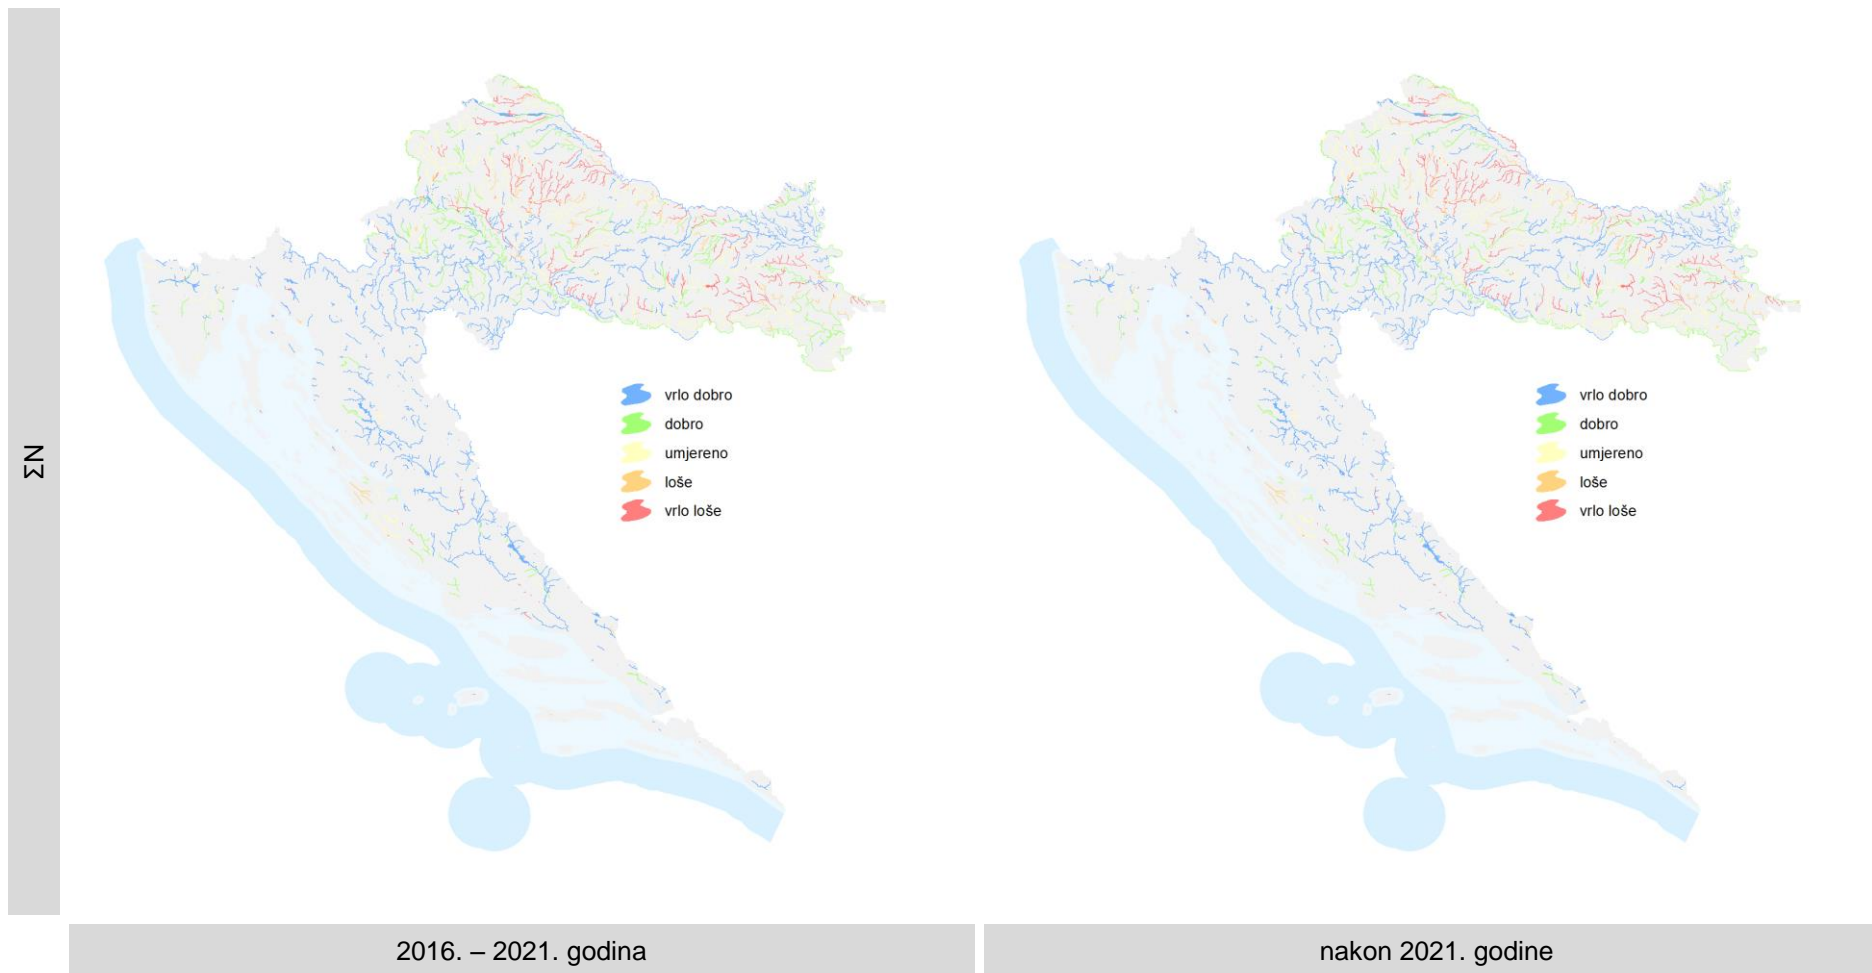 ΣN
vrlo dobro
dobro
umjereno
loše
vrlo loše
vrlo dobro
dobro
umjereno
loše
vrlo loše
2016. – 2021. godina
nakon 2021. godine